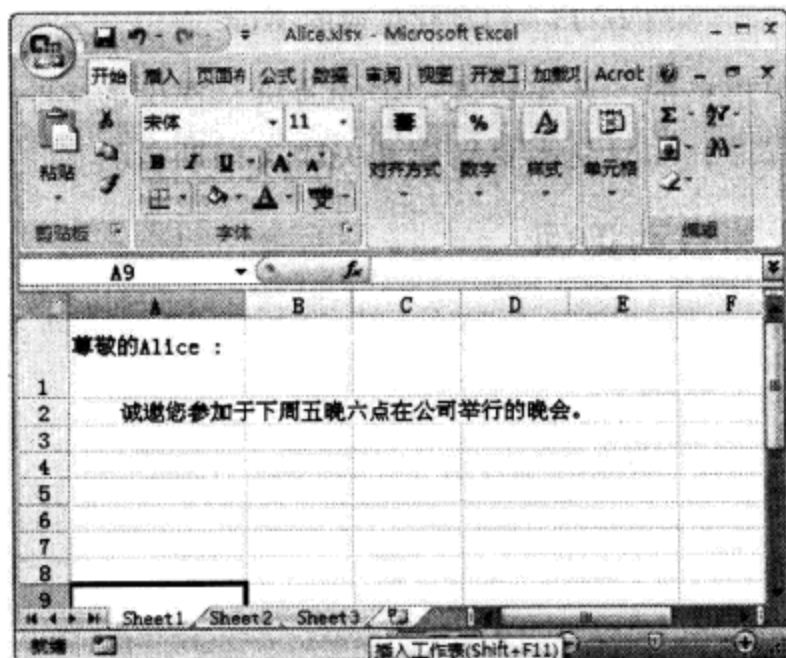 Alice.xlsx - Microsoft Excel
开始 插入 页面布 公式 数据 审阅 视图 开发工 加载项 Acrob
宋体 11
B I U A A
% A Σ
粘贴 对齐方式 数字 样式 单元格
剪贴板 字体 编辑
A9 fx
A B C D E F
尊敬的Alice :
1
2 诚邀您参加于下周五晚六点在公司举行的晚会。
3
4
5
6
7
8
9
Sheet1 Sheet2 Sheet3
就绪 插入工作表(Shift+F11)